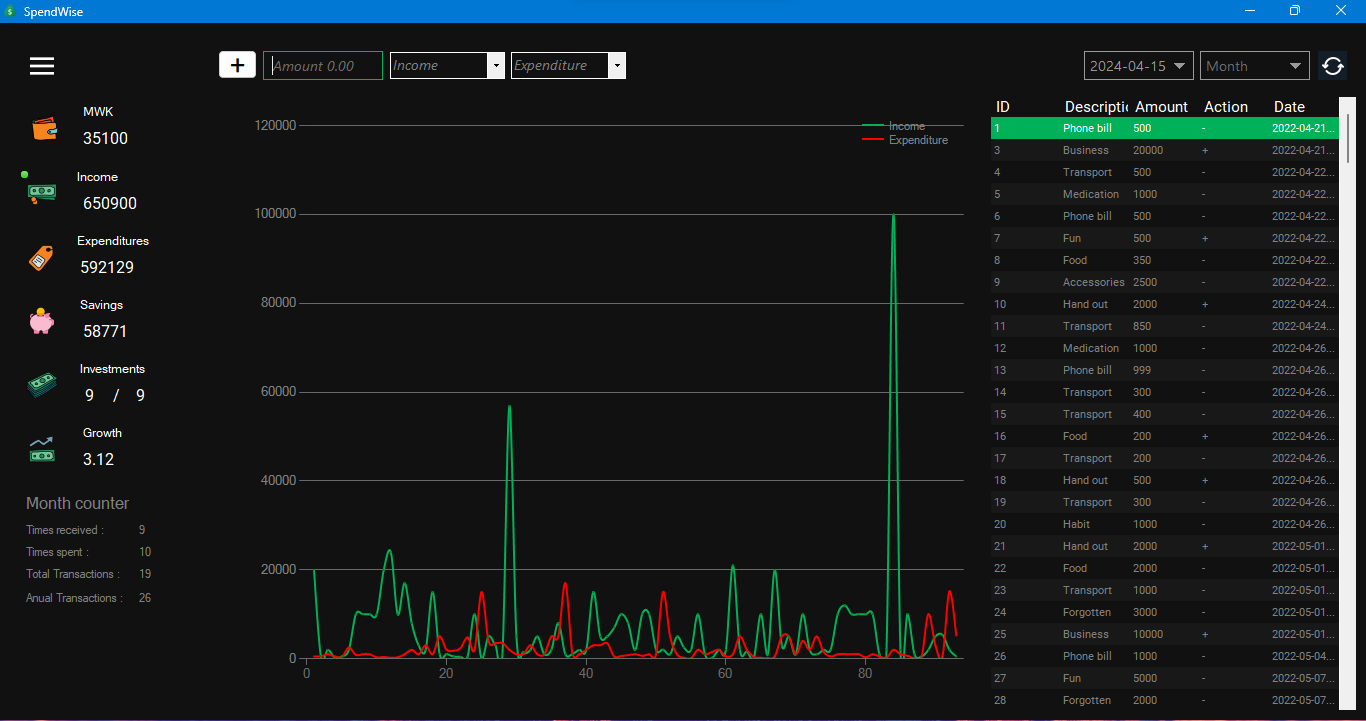 SpendWise
+ Amount 0.00 Income Expenditure 2024-04-15 Month
MWK
35100
Income
650900
Expenditures
592129
Savings
58771
Investments
9 / 9
Growth
3.12
Month counter
Times received : 9
Times spent : 10
Total Transactions : 19
Anual Transactions : 26
120000
100000
80000
60000
40000
20000
0
0 20 40 60 80
Income
Expenditure
ID Descripti Amount Action Date
1 Phone bill 500 - 2022-04-21...
3 Business 20000 + 2022-04-21...
4 Transport 500 - 2022-04-22...
5 Medication 1000 - 2022-04-22...
6 Phone bill 500 - 2022-04-22...
7 Fun 500 + 2022-04-22...
8 Food 350 - 2022-04-22...
9 Accessories 2500 - 2022-04-22...
10 Hand out 2000 + 2022-04-24...
11 Transport 850 - 2022-04-24...
12 Medication 1000 - 2022-04-26...
13 Phone bill 999 - 2022-04-26...
14 Transport 300 - 2022-04-26...
15 Transport 400 - 2022-04-26...
16 Food 200 + 2022-04-26...
17 Transport 200 - 2022-04-26...
18 Hand out 500 + 2022-04-26...
19 Transport 300 - 2022-04-26...
20 Habit 1000 - 2022-04-26...
21 Hand out 2000 + 2022-05-01...
22 Food 2000 - 2022-05-01...
23 Transport 1000 - 2022-05-01...
24 Forgotten 3000 - 2022-05-01...
25 Business 10000 + 2022-05-01...
26 Phone bill 1000 - 2022-05-04...
27 Fun 5000 - 2022-05-07...
28 Forgotten 2000 - 2022-05-07...